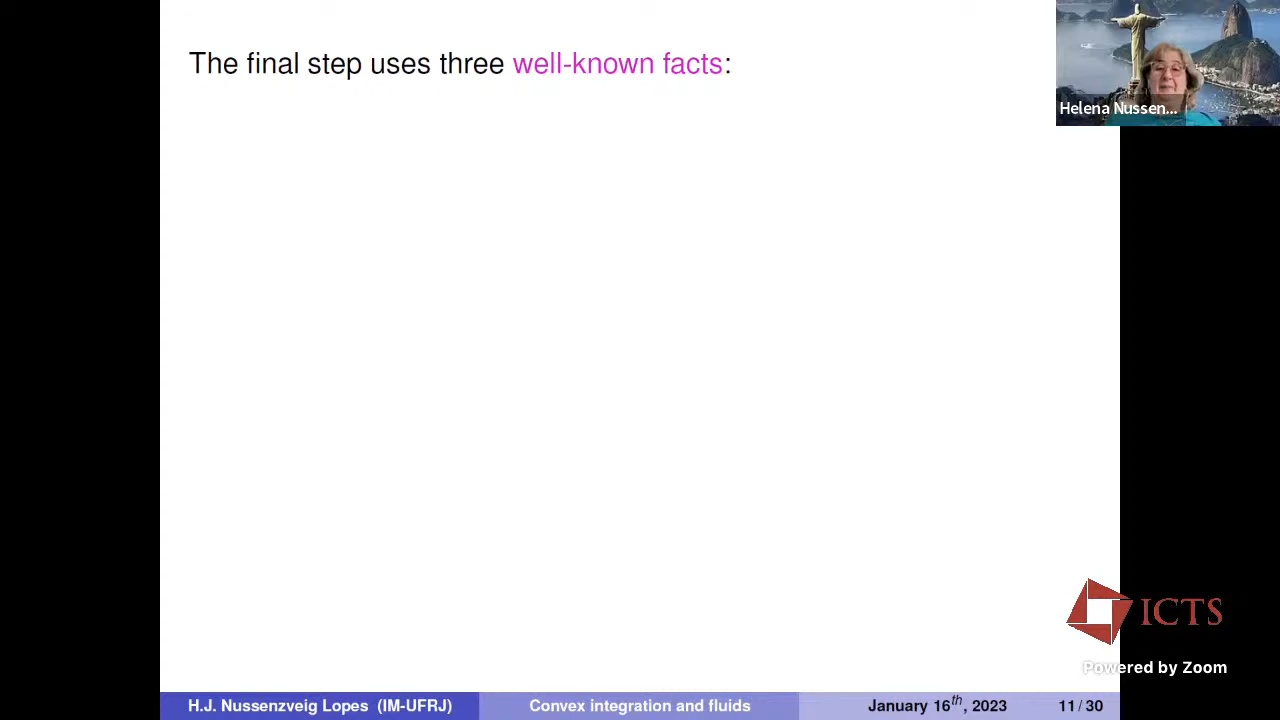 The final step uses three well-known facts:
Helena Nussen...
ICTS
Powered by Zoom
H.J. Nussenzveig Lopes (IM-UFRJ) Convex integration and fluids January 16th, 2023 11 / 30